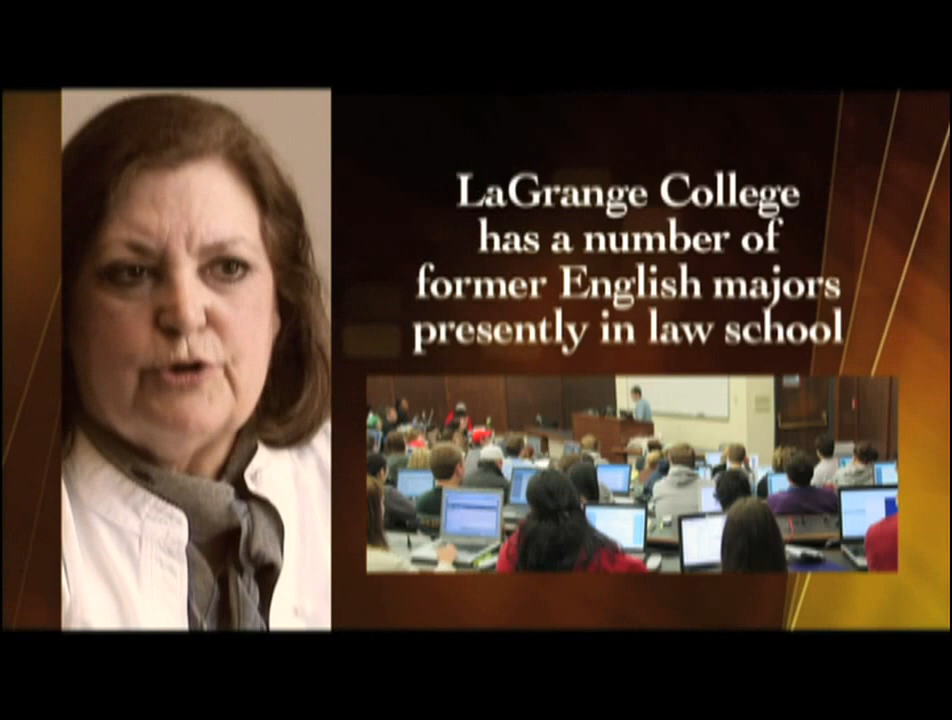 LaGrange College
has a number of
former English majors
presently in law school